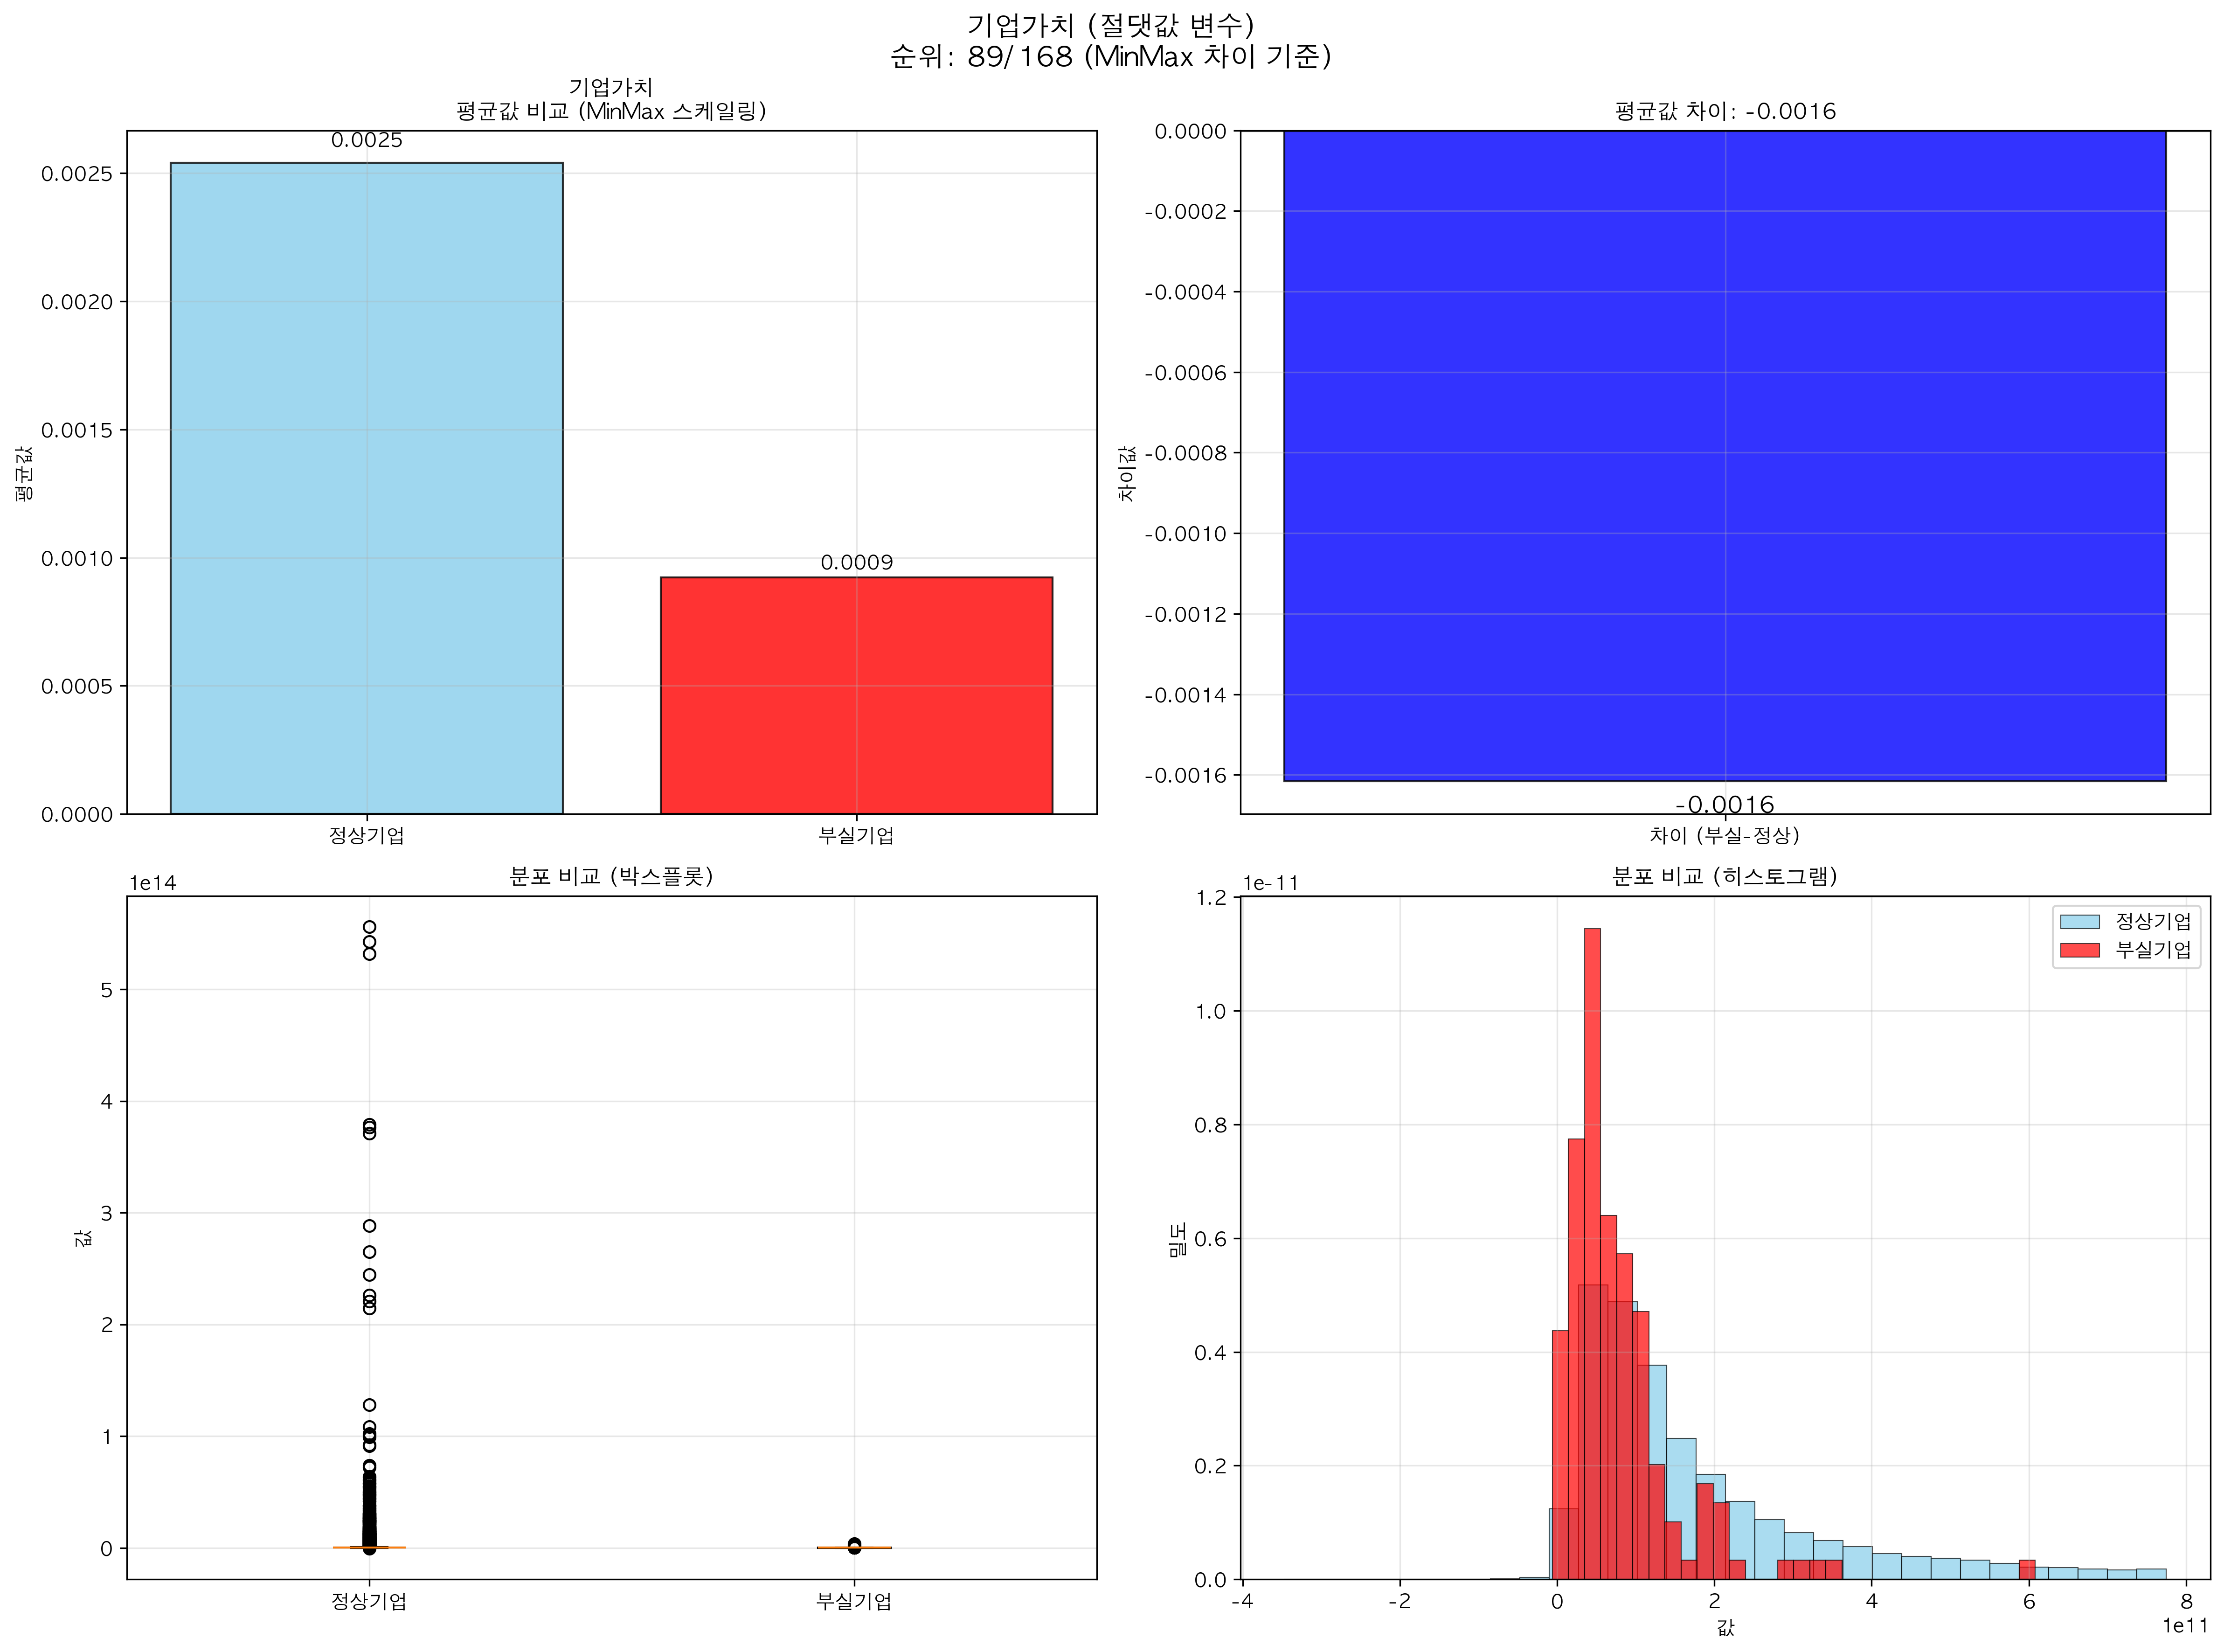 기업가치 (절댓값 변수)
순위: 89/168 (MinMax 차이 기준)
기업가치
평균값 비교 (MinMax 스케일링)
0.0025
0.0025
0.0020
0.0015
0.0010
0.0005
0.0000
평균값
0.0009
정상기업
부실기업
평균값 차이: -0.0016
0.0000
-0.0002
-0.0004
-0.0006
-0.0008
-0.0010
-0.0012
-0.0014
-0.0016
차이값
-0.0016
차이 (부실-정상)
분포 비교 (박스플롯)
1e14
5
4
3
2
1
0
값
정상기업
부실기업
분포 비교 (히스토그램)
1e-11
1.2
1.0
0.8
0.6
0.4
0.2
0.0
밀도
정상기업
부실기업
-4
-2
0
2
4
6
8
1e11
값